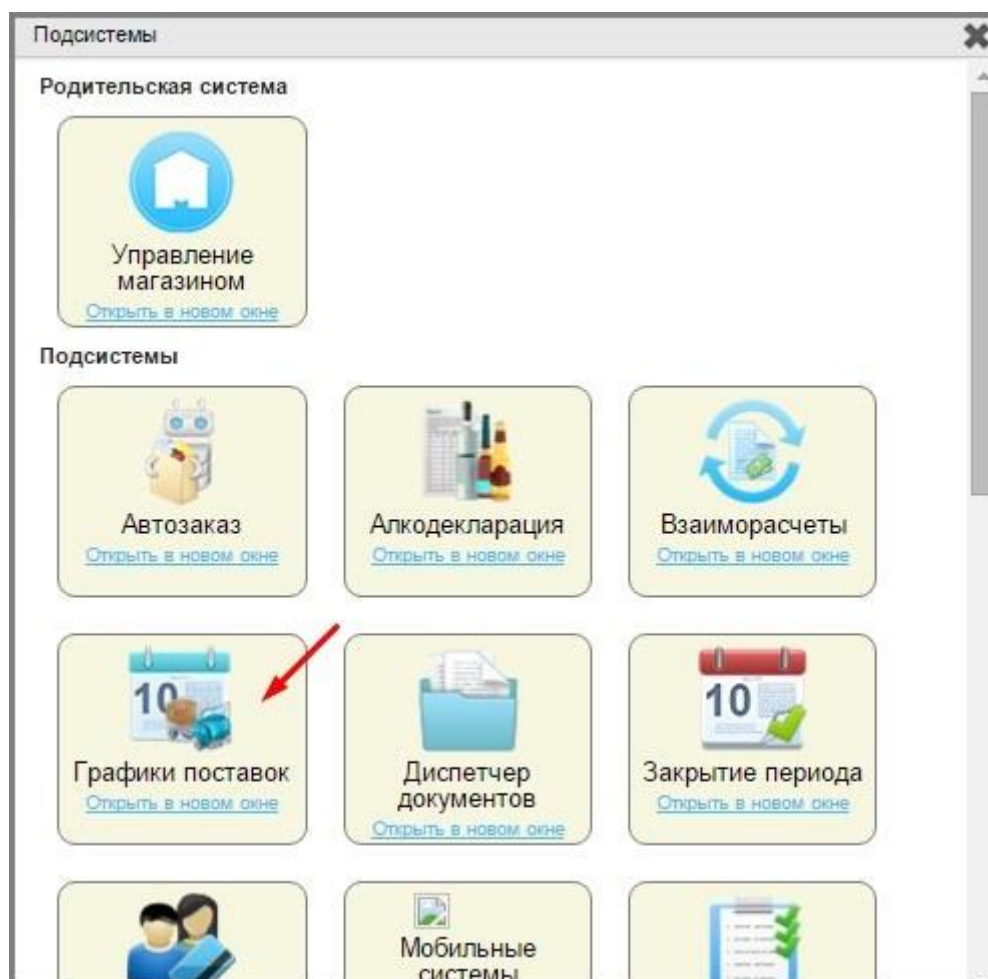 Подсистемы
Родительская система
Управление
магазином
Открыть в новом окне
Подсистемы
Автозаказ
Открыть в новом окне
Алкодекларация
Открыть в новом окне
Взаиморасчеты
Открыть в новом окне
10
Графики поставок
Открыть в новом окне
Диспетчер
документов
Открыть в новом окне
10
Закрытие периода
Открыть в новом окне
Мобильные
системы